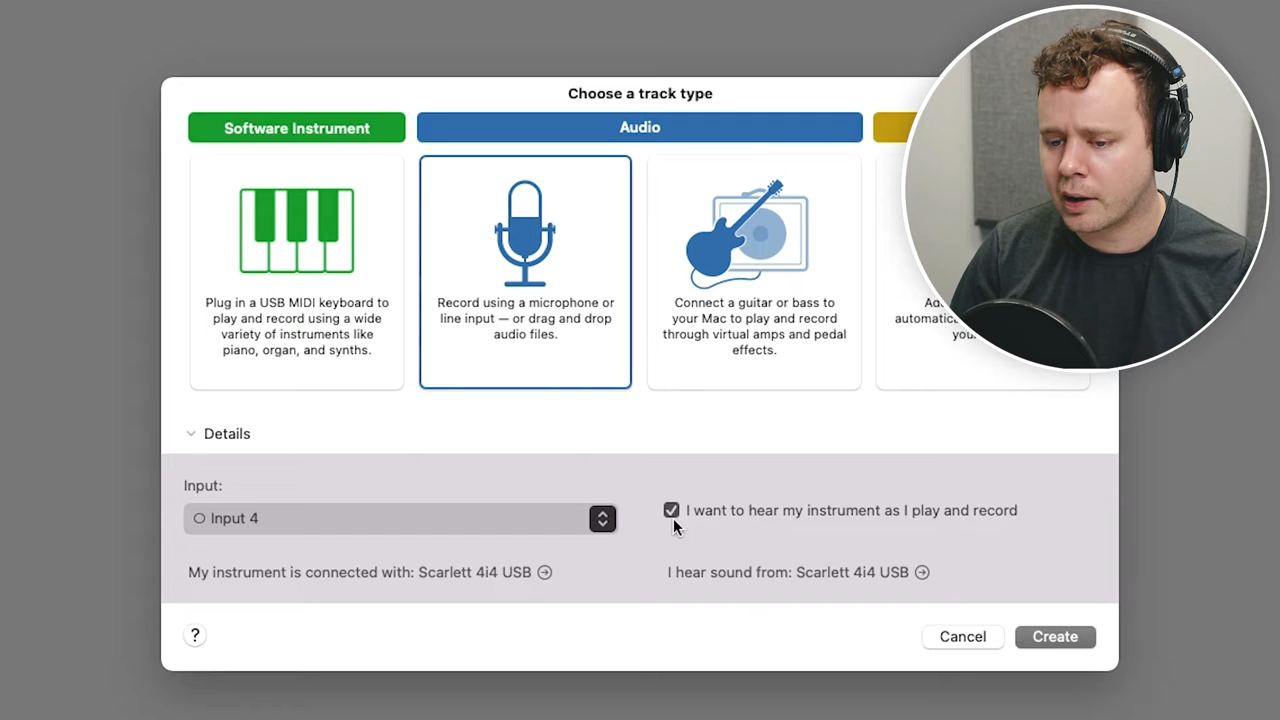 Choose a track type
Software Instrument
Audio
Plug in a USB MIDI keyboard to
play and record using a wide
variety of instruments like
piano, organ, and synths.
Record using a microphone or
line input — or drag and drop
audio files.
Connect a guitar or bass to
your Mac to play and record
through virtual amps and pedal
effects.
Details
Input:
Input 4
I want to hear my instrument as I play and record
My instrument is connected with: Scarlett 4i4 USB
I hear sound from: Scarlett 4i4 USB
?
Cancel
Create